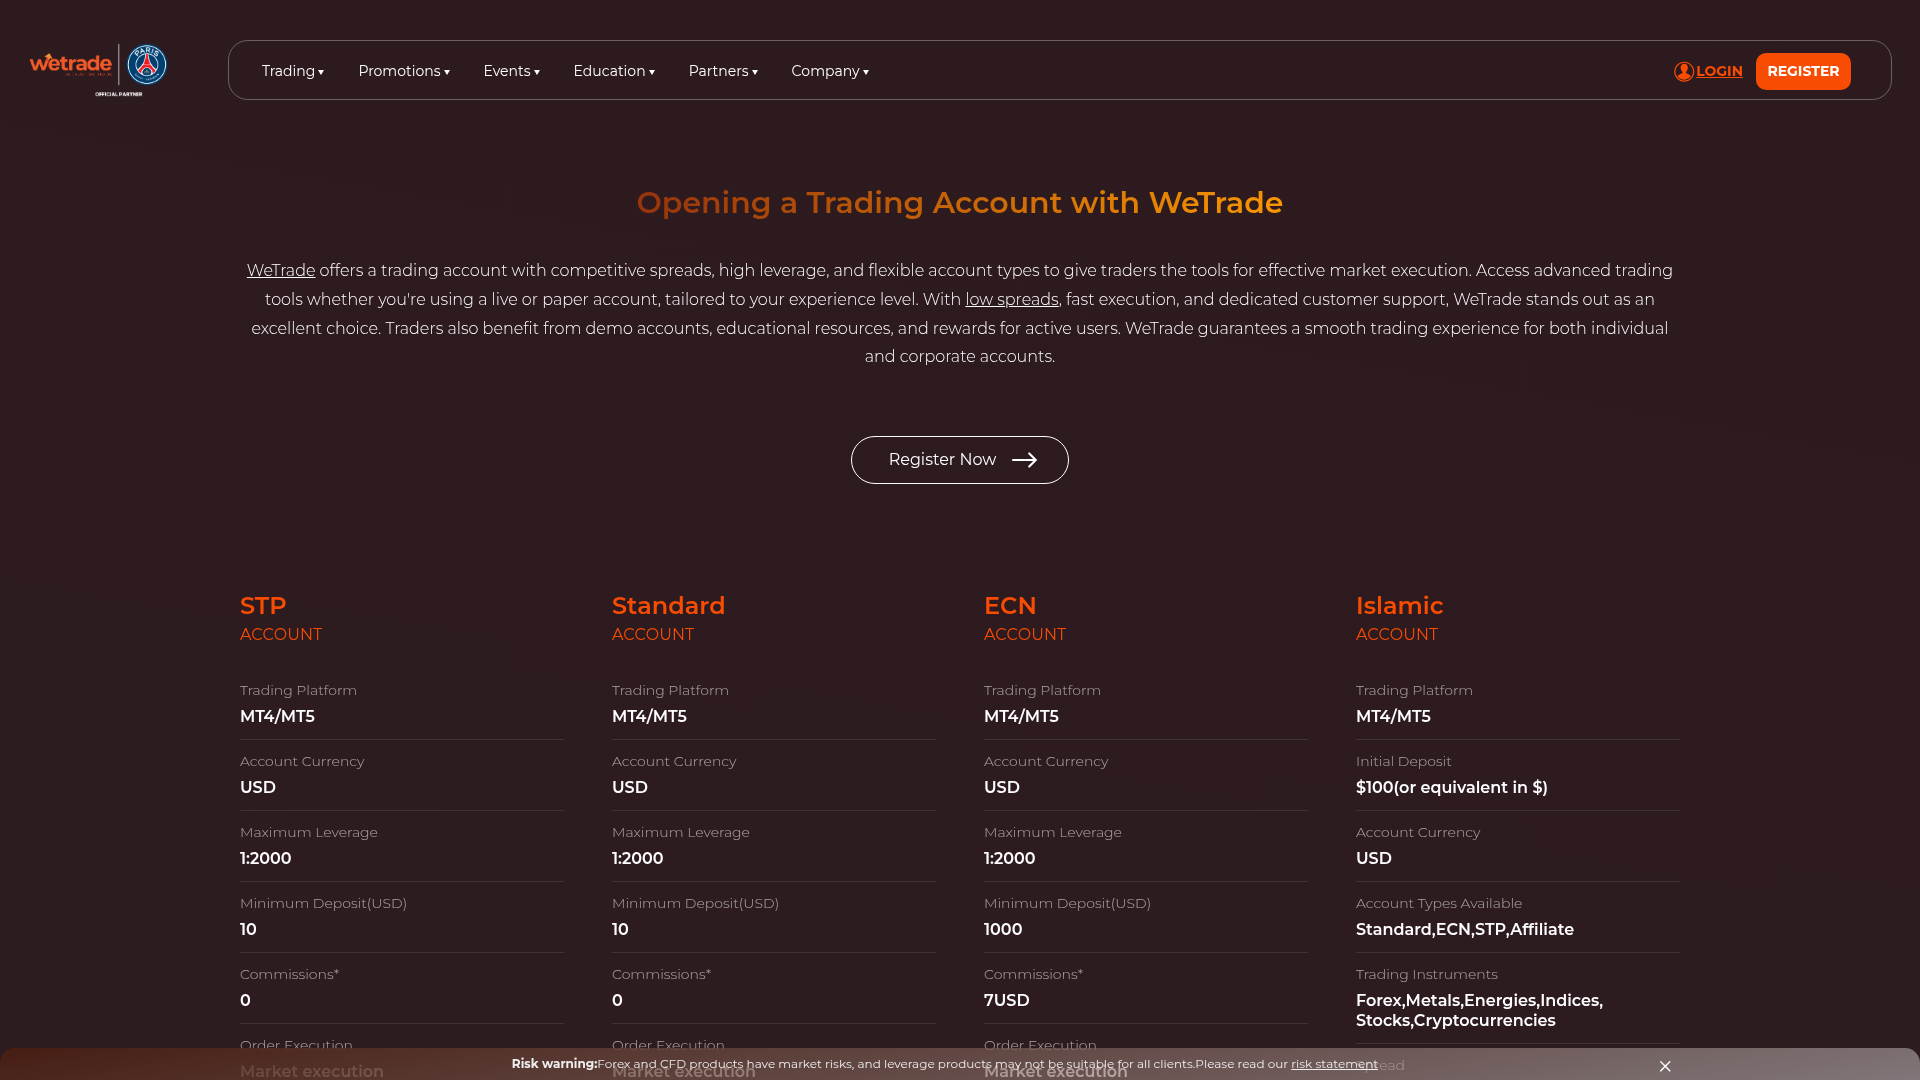 wetrade
PARIS
OFFICIAL PARTNER
Trading
Promotions
Events
Education
Partners
Company
LOGIN
REGISTER
Opening a Trading Account with WeTrade
WeTrade offers a trading account with competitive spreads, high leverage, and flexible account types to give traders the tools for effective market execution. Access advanced trading
tools whether you're using a live or paper account, tailored to your experience level. With low spreads, fast execution, and dedicated customer support, WeTrade stands out as an
excellent choice. Traders also benefit from demo accounts, educational resources, and rewards for active users. WeTrade guarantees a smooth trading experience for both individual
and corporate accounts.
Register Now
STP
ACCOUNT
Trading Platform
MT4/MT5
Account Currency
USD
Maximum Leverage
1:2000
Minimum Deposit(USD)
10
Commissions*
0
Order Execution
Market execution
Standard
ACCOUNT
Trading Platform
MT4/MT5
Account Currency
USD
Maximum Leverage
1:2000
Minimum Deposit(USD)
10
Commissions*
0
Order Execution
Market execution
ECN
ACCOUNT
Trading Platform
MT4/MT5
Account Currency
USD
Maximum Leverage
1:2000
Minimum Deposit(USD)
1000
Commissions*
7USD
Order Execution
Market execution
Islamic
ACCOUNT
Trading Platform
MT4/MT5
Initial Deposit
$100(or equivalent in $)
Account Currency
USD
Account Types Available
Standard,ECN,STP,Affiliate
Trading Instruments
Forex,Metals,Energies,Indices,
Stocks,Cryptocurrencies
Risk warning:Forex and CFD products have market risks, and leverage products may not be suitable for all clients.Please read our risk statement